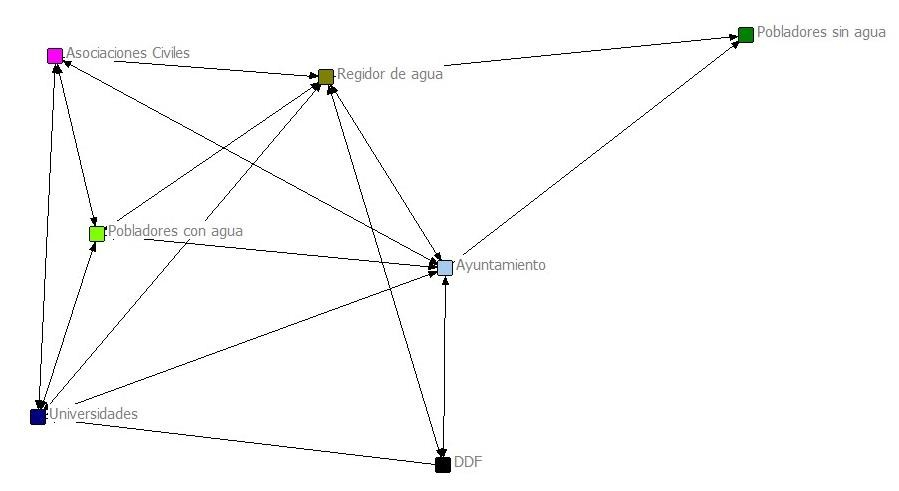 Pobladores sin agua
Asociaciones Civiles
Regidor de agua
Pobladores con agua
Ayuntamiento
Universidades
DDF